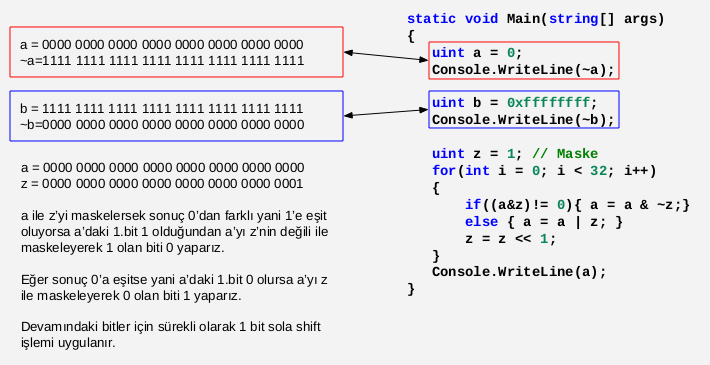 a = 0000 0000 0000 0000 0000 0000 0000 0000
~a=1111 1111 1111 1111 1111 1111 1111 1111
b = 1111 1111 1111 1111 1111 1111 1111 1111
~b=0000 0000 0000 0000 0000 0000 0000 0000
a = 0000 0000 0000 0000 0000 0000 0000 0000
z = 0000 0000 0000 0000 0000 0000 0000 0001
a ile z'yi maskelersek sonuç 0'dan farklı yani 1'e eşit
oluyorsa a'daki 1.bit 1 olduğundan a'yı z'nin değili ile
maskeleyerek 1 olan biti 0 yaparız.
Eğer sonuç 0'a eşitse yani a'daki 1.bit 0 olursa a'yı z
ile maskeleyerek 0 olan biti 1 yaparız.
Devamındaki bitler için sürekli olarak 1 bit sola shift
işlemi uygulanır.
static void Main(string[] args)
{
uint a = 0;
Console.WriteLine(~a);
uint b = 0xffffffff;
Console.WriteLine(~b);
uint z = 1; // Maske
for(int i = 0; i < 32; i++)
{
if((a&z)!= 0){ a = a & ~z;}
else { a = a | z; }
z = z << 1;
}
Console.WriteLine(a);
}